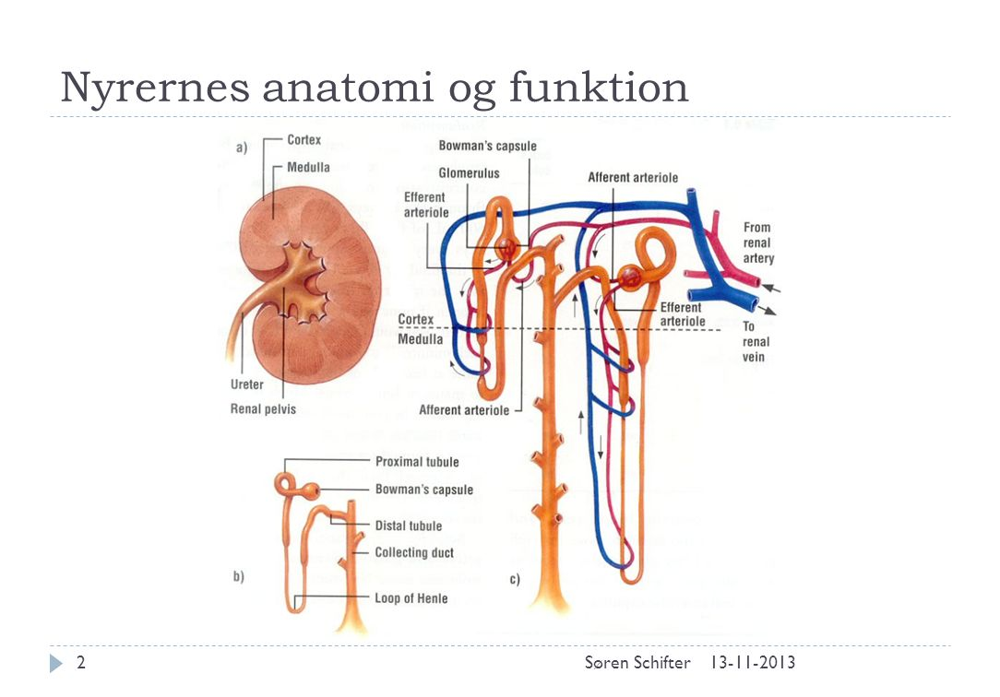 Nyrernes anatomi og funktion
a)
Cortex
Medulla
Ureter
Renal pelvis
Bowman's capsule
Glomerulus
Efferent
arteriole
Afferent arteriole
From
renal
artery
Efferent
arteriole
To
renal
vein
Cortex
Medulla
Afferent arteriole
Proximal tubule
Bowman's capsule
Distal tubule
Collecting duct
b)
Loop of Henle
c)
2
Søren Schifter 13-11-2013